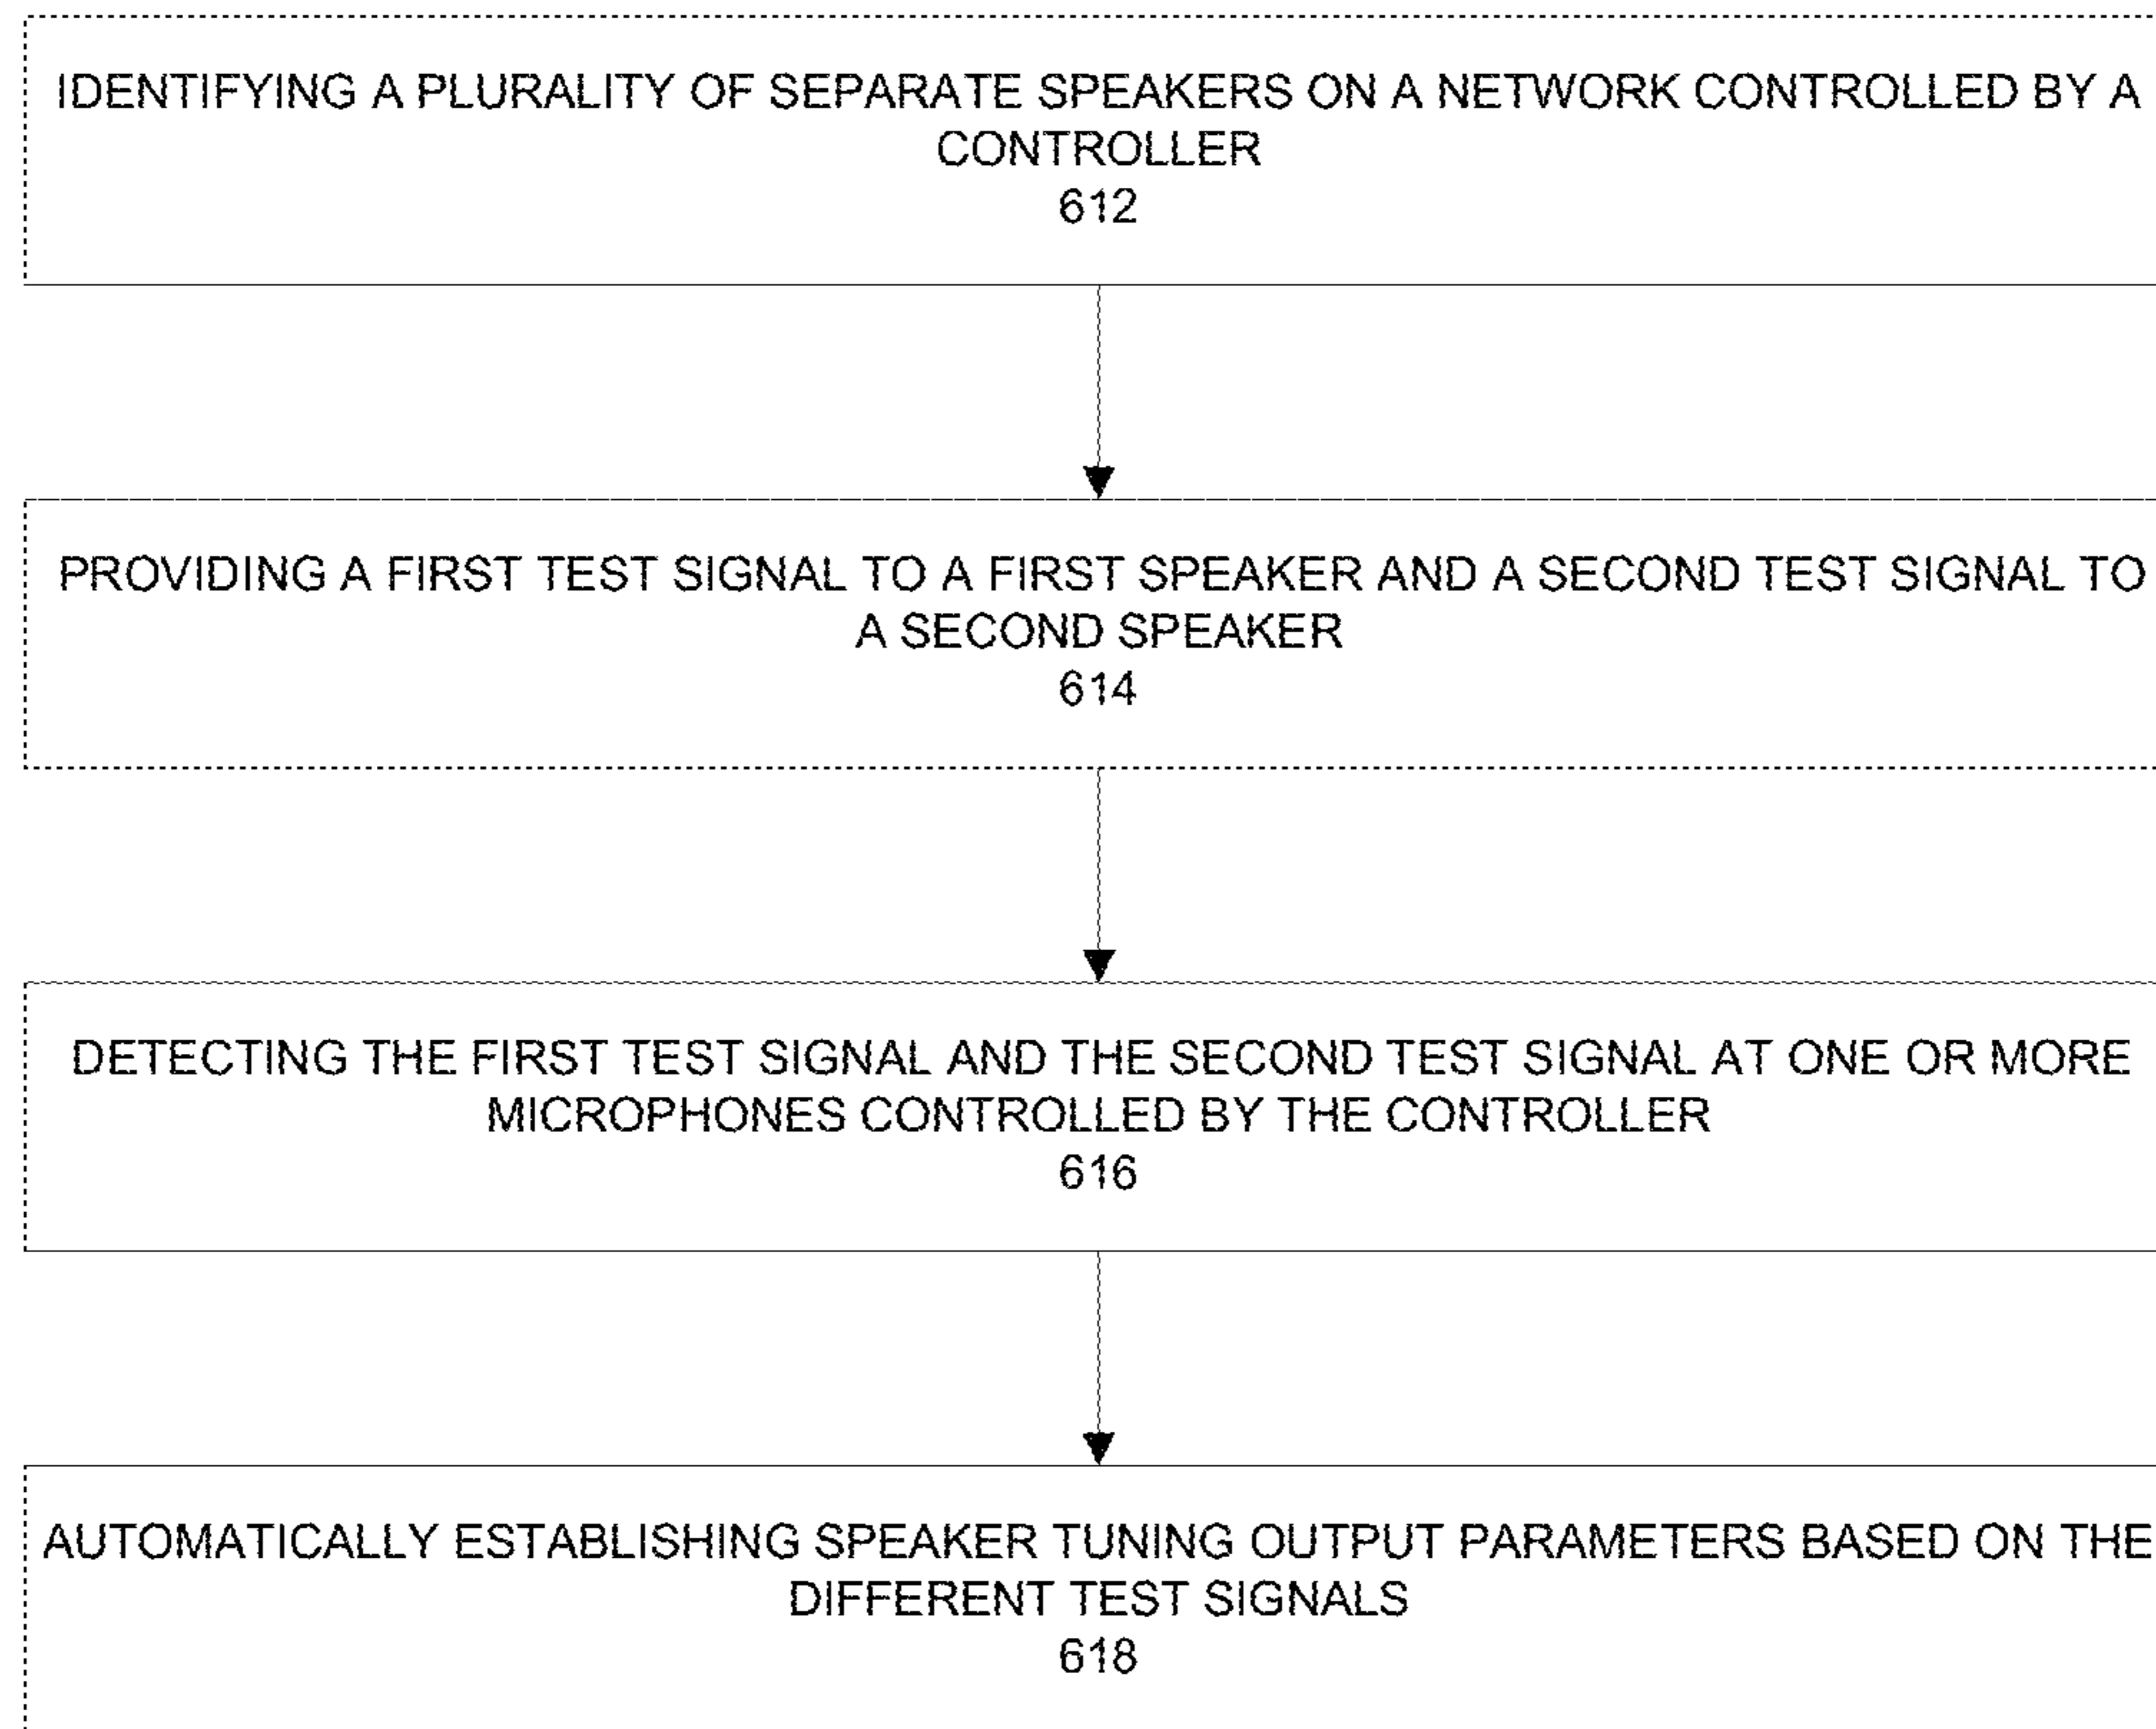 IDENTIFYING A PLURALITY OF SEPARATE SPEAKERS ON A NETWORK CONTROLLED BY A
CONTROLLER
612
PROVIDING A FIRST TEST SIGNAL TO A FIRST SPEAKER AND A SECOND TEST SIGNAL TO
A SECOND SPEAKER
614
DETECTING THE FIRST TEST SIGNAL AND THE SECOND TEST SIGNAL AT ONE OR MORE
MICROPHONES CONTROLLED BY THE CONTROLLER
616
AUTOMATICALLY ESTABLISHING SPEAKER TUNING OUTPUT PARAMETERS BASED ON THE
DIFFERENT TEST SIGNALS
618